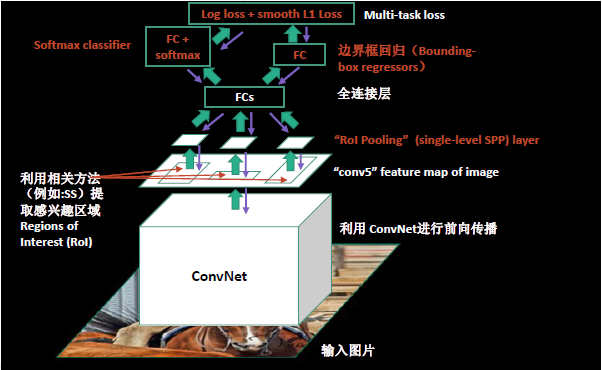 Log loss + smooth L1 Loss
Multi-task loss
Softmax classifier
FC +
softmax
FC
边界框回归（Bounding-
box regressors）
FCs
全连接层
“RoI Pooling” (single-level SPP) layer
“conv5” feature map of image
利用相关方法
（例如:SS）提
取感兴趣区域
Regions of
Interest (RoI)
利用 ConvNet进行前向传播
ConvNet
输入图片